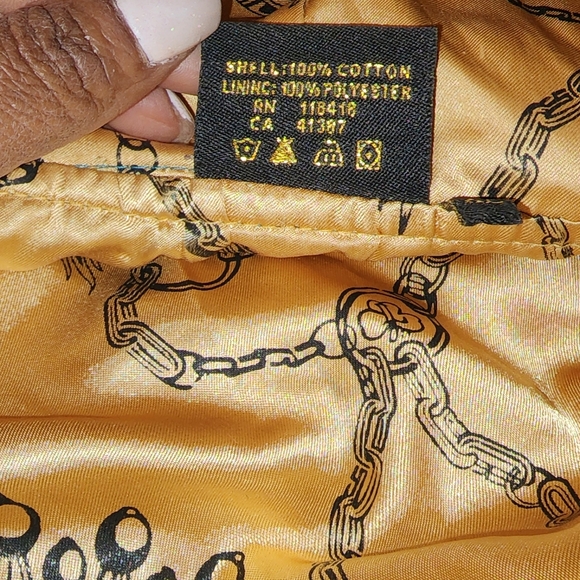 SHELL: 100% COTTON
LINING: 100% POLYESTER
RN 118418
CA 41387